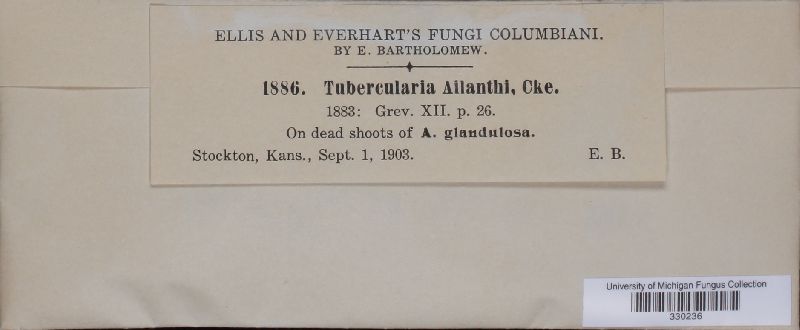 ELLIS AND EVERHART'S FUNGI COLUMBIANI.
BY E. BARTHOLOMEW.
1886. Tubercularia Ailanthi, Cke.
1883: Grev. XII. p. 26.
On dead shoots of A. glandulosa.
Stockton, Kans., Sept. 1, 1903. E. B.
University of Michigan Fungus Collection
330236